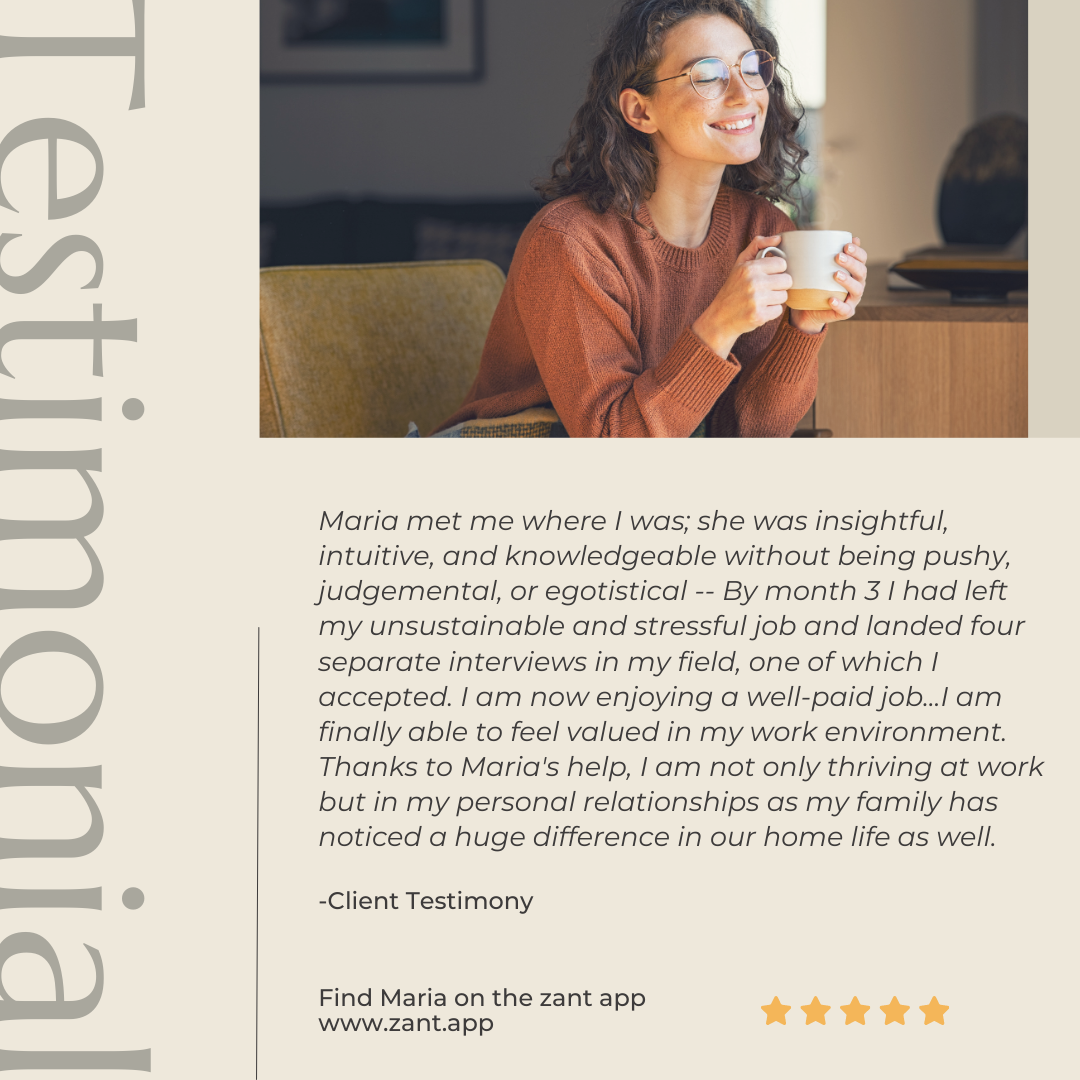 Testimonial
Maria met me where I was; she was insightful,
intuitive, and knowledgeable without being pushy,
judgemental, or egotistical -- By month 3 I had left
my unsustainable and stressful job and landed four
separate interviews in my field, one of which I
accepted. I am now enjoying a well-paid job...I am
finally able to feel valued in my work environment.
Thanks to Maria's help, I am not only thriving at work
but in my personal relationships as my family has
noticed a huge difference in our home life as well.
-Client Testimony
Find Maria on the zant app
www.zant.app